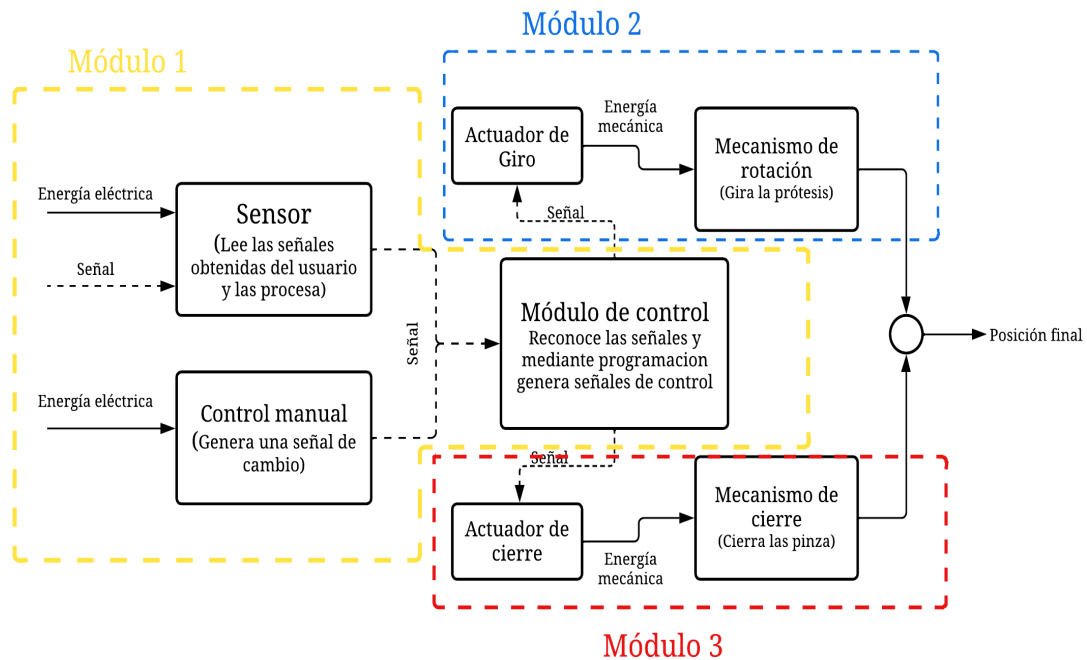 Módulo 1
Energía eléctrica
Señal
Sensor
(Lee las señales
obtenidas del usuario
y las procesa)
Energía eléctrica
Control manual
(Genera una señal de
cambio)
Señal
Módulo de control
Reconoce las señales y
mediante programacion
genera señales de control
Módulo 2
Actuador de
Giro
Señal
Energía
mecánica
Mecanismo de
rotación
(Gira la prótesis)
Señal
Actuador de
cierre
Energía
mecánica
Mecanismo de
cierre
(Cierra las pinza)
Módulo 3
Posición final